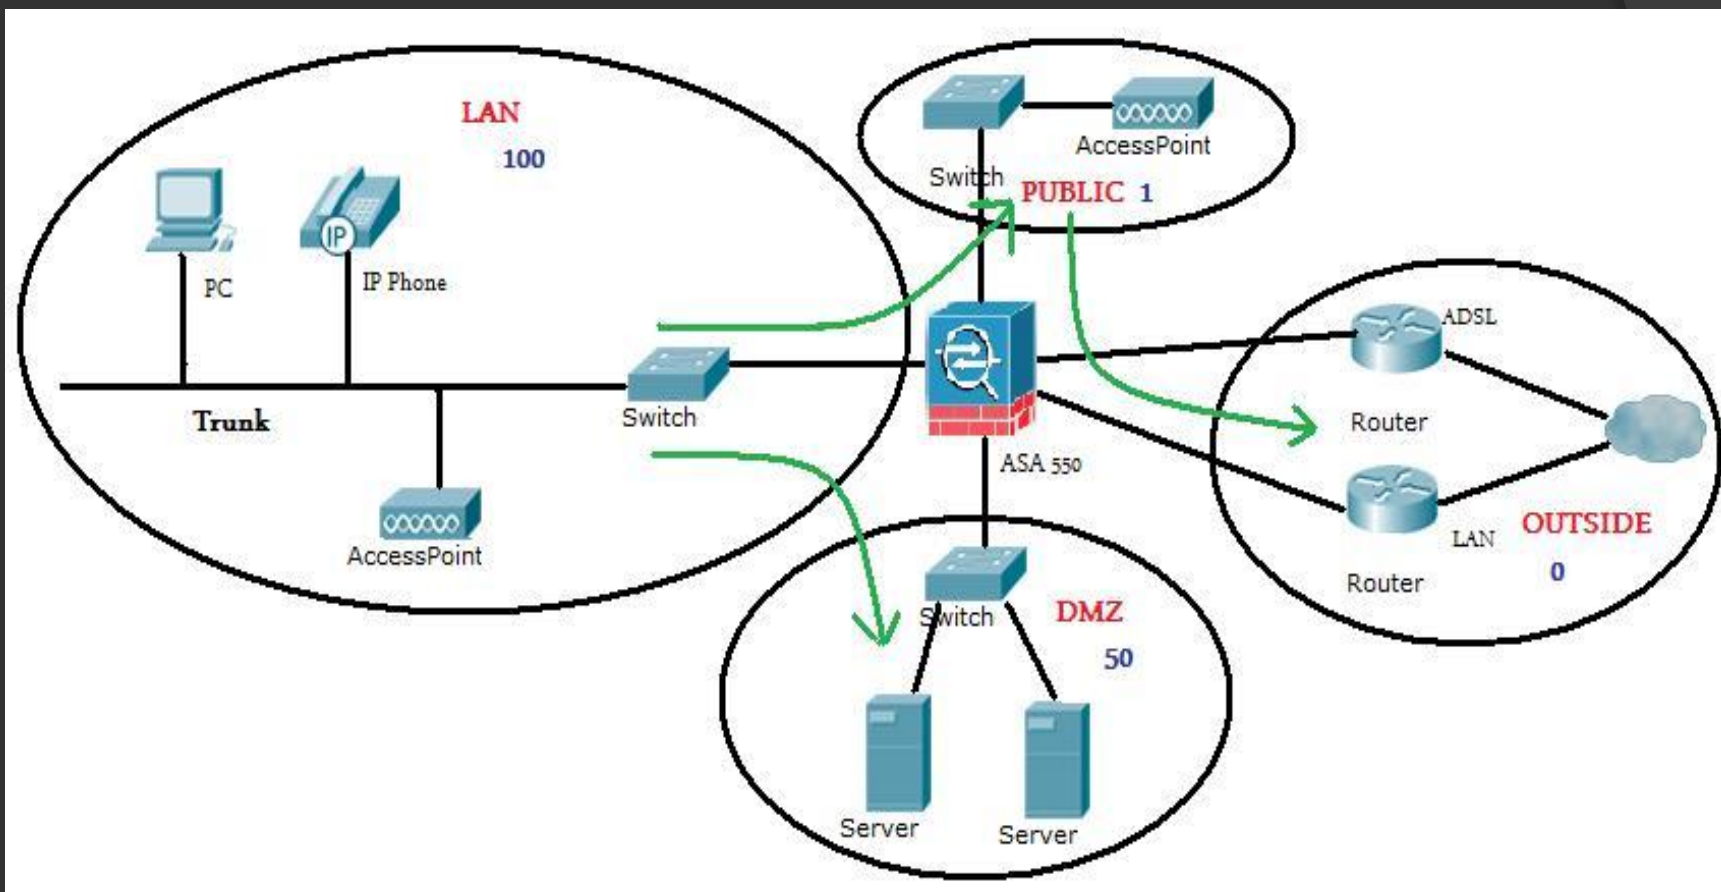 LAN
100
PC
IP
IP Phone
Trunk
Switch
AccessPoint
Switch
AccessPoint
PUBLIC 1
ASA 550
ADSL
Router
LAN
Router
OUTSIDE
0
Switch
DMZ
50
Server
Server